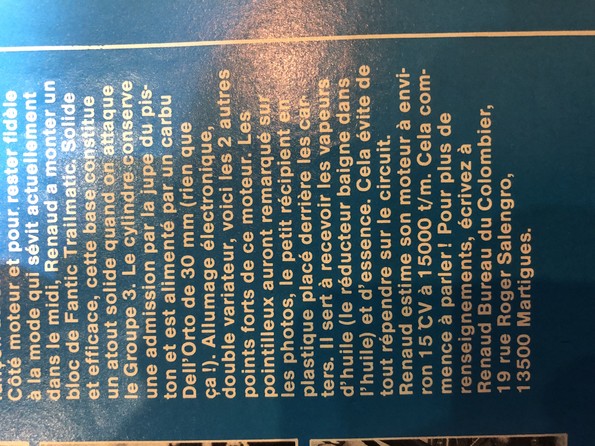 Côté moteur et pour rester fidèle
à la mode qui sévit actuellement
dans le midi, Renaud a monter un
bloc de Fantic Trailmatic. Solide
et efficace, cette base constitue
un atout solide quand on attaque
le Groupe 3. Le cylindre conserve
une admission par la jupe du pis-
ton et est alimenté par un carbu
Dell'Orto de 30 mm (rien que
ça !). Allumage électronique,
double variateur, voici les 2 autres
points forts de ce moteur. Les
pointilleux auront remarqué sur
les photos, le petit récipient en
plastique placé derrière les car-
ters. Il sert à recevoir les vapeurs
d'huile (le réducteur baigne dans
l'huile) et d'essence. Cela évite de
tout répendre sur le circuit.
Renaud estime son moteur à envi-
ron 15 CV à 15000 t/m. Cela com-
mence à parler ! Pour plus de
renseignements, écrivez à
Renaud Bureau du Colombier,
19 rue Roger Salengro,
13500 Martigues.